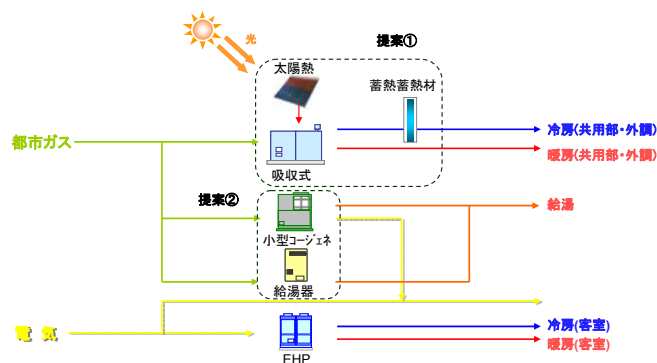 光
提案①
太陽熱
蓄熱蓄熱材
冷房(共用部・外調)
都市ガス
暖房(共用部・外調)
吸収式
提案②
給湯
小型コージェネ
給湯器
電 気
冷房(客室)
暖房(客室)
EHP